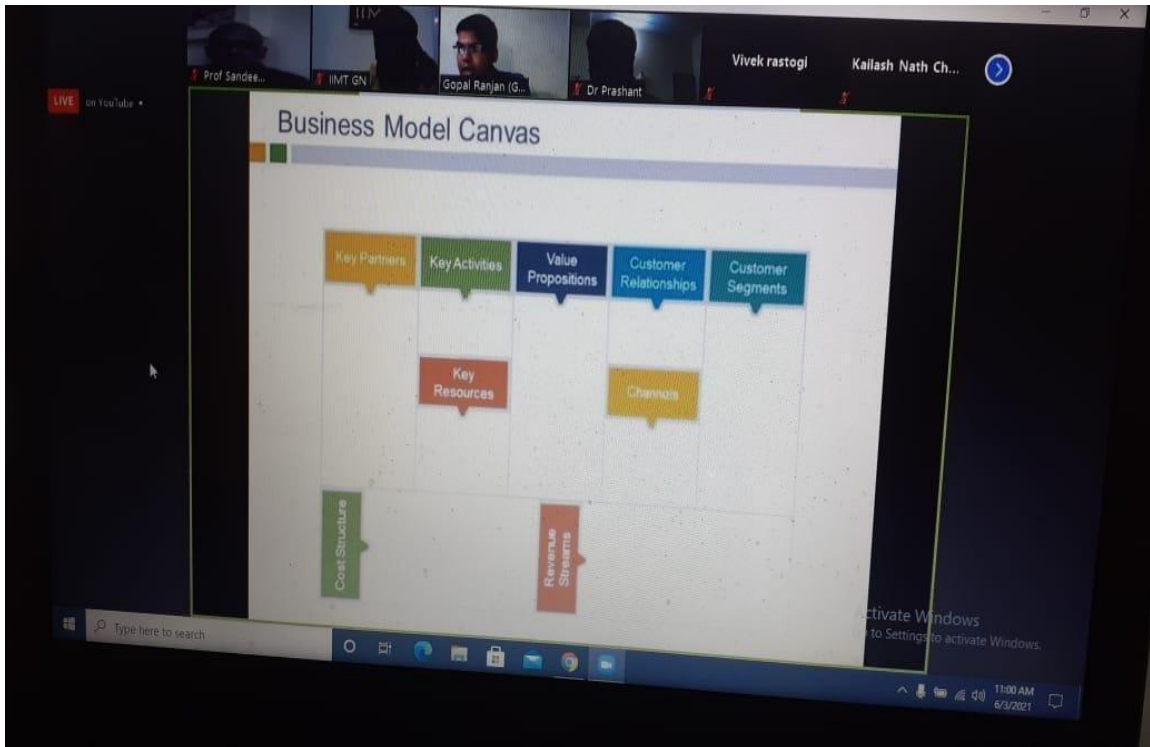 IIM
Prof Sandee...
IIMT GN
Gopal Ranjan (G...
Dr Prashant
Vivek rastogi
Kailash Nath Ch...
LIVE on YouTube
Business Model Canvas
Key Partners
Key Activities
Value
Propositions
Customer
Relationships
Customer
Segments
Key
Resources
Channels
Cost Structure
Revenue
Streams
Activate Windows
to Settings to activate Windows.
Type here to search
11:00 AM
6/3/2021